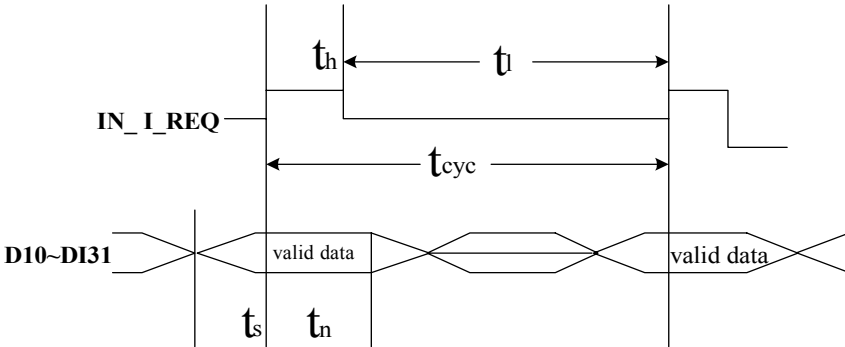 th tl
IN_ I_REQ
tcyc
D10~DI31 valid data valid data
ts tn